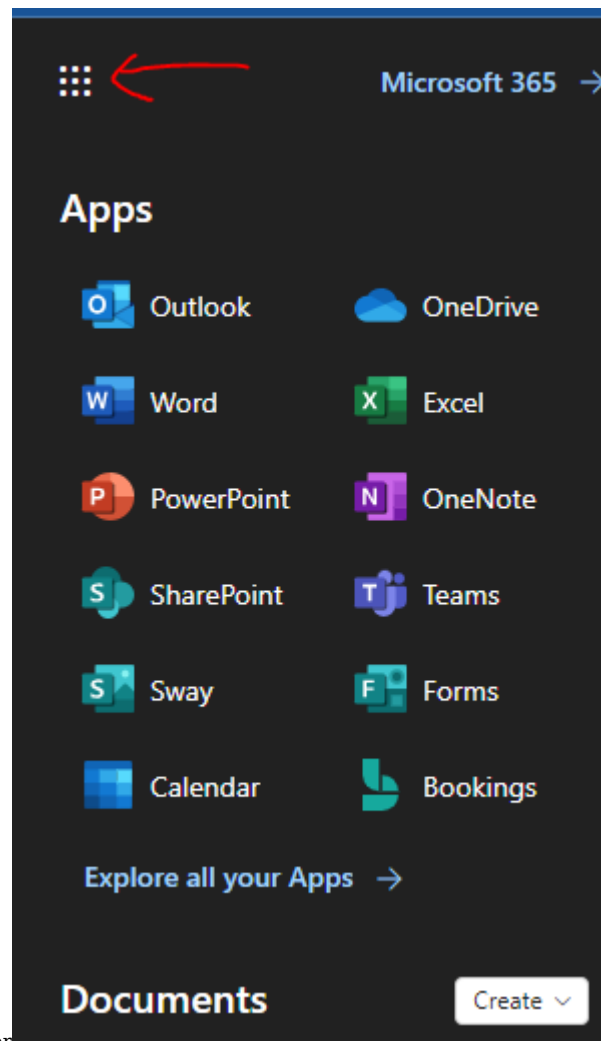 Microsoft 365 →
Apps
Outlook OneDrive
Word Excel
PowerPoint OneNote
SharePoint Teams
Sway Forms
Calendar Bookings
Explore all your Apps →
Documents Create